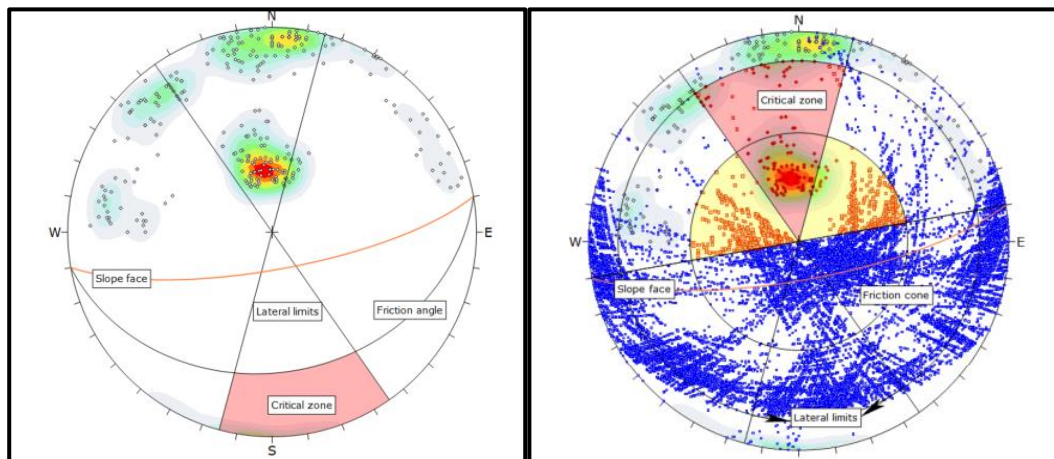 N
W
E
S
Slope face
Lateral limits
Friction angle
Critical zone
N
W
E
Critical zone
Slope face
Friction cone
Lateral limits